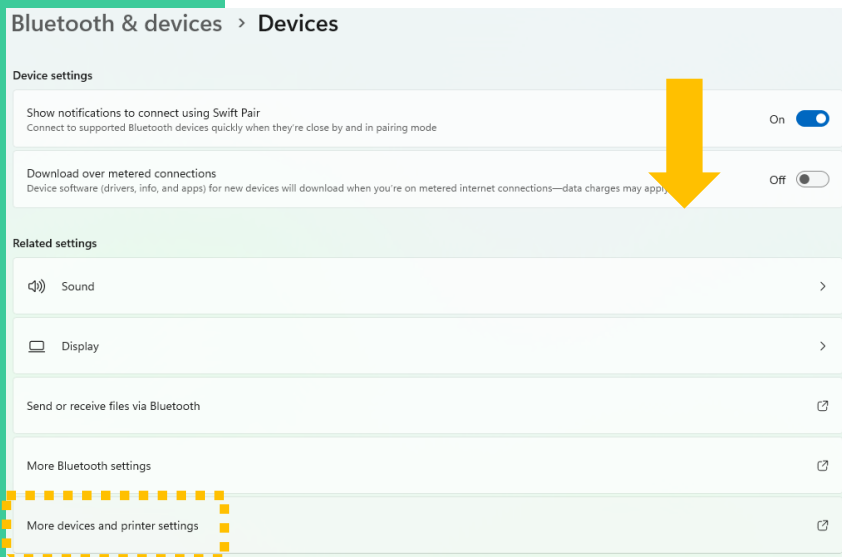 Bluetooth & devices > Devices
Device settings
Show notifications to connect using Swift Pair
Connect to supported Bluetooth devices quickly when they're close by and in pairing mode
On
Download over metered connections
Device software (drivers, info, and apps) for new devices will download when you're on metered internet connections—data charges may apply
Off
Related settings
Sound
Display
Send or receive files via Bluetooth
More Bluetooth settings
More devices and printer settings